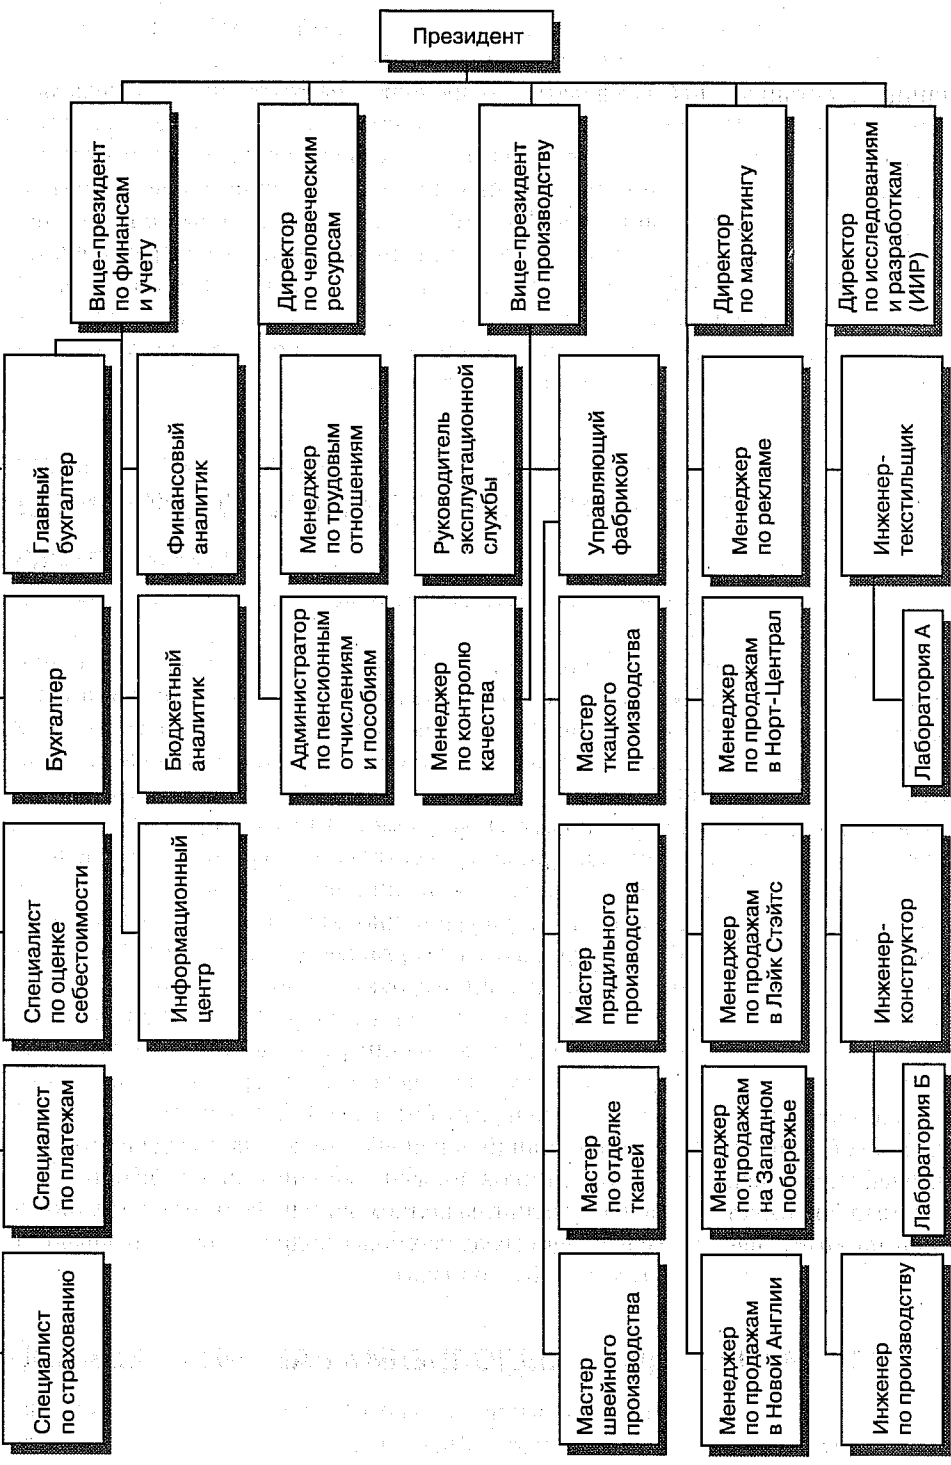 Президент
Вице-президент
по финансам
и учету
Директор
по человеческим
ресурсам
Вице-президент
по производству
Директор
по маркетингу
Директор
по исследованиям
и разработкам
(ИИР)
Главный
бухгалтер
Финансовый
аналитик
Менеджер
по трудовым
отношениям
Руководитель
эксплуатационной
службы
Управляющий
фабрикой
Менеджер
по рекламе
Инженер-
текстильщик
Бухгалтер
Бюджетный
аналитик
Администратор
по пенсионным
отчислениям
и пособиям
Менеджер
по контролю
качества
Мастер
ткацкого
производства
Менеджер
по продажам
в Норт-Централ
Лаборатория А
Специалист
по оценке
себестоимости
Информационный
центр
Мастер
прядильного
производства
Менеджер
по продажам
в Лэйк Стэйтс
Инженер-
конструктор
Специалист
по платежам
Мастер
по отделке
тканей
Менеджер
по продажам
на Западном
побережье
Лаборатория Б
Специалист
по страхованию
Мастер
швейного
производства
Менеджер
по продажам
в Новой Англии
Инженер
по производству